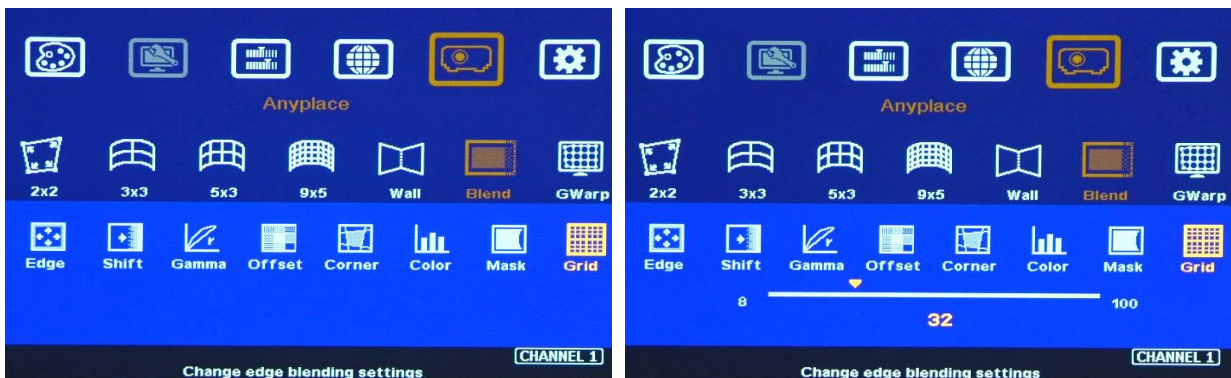 Anyplace
2x2 3x3 5x3 9x5 Wall Blend GWarp
Edge Shift Gamma Offset Corner Color Mask Grid
CHANNEL 1
Change edge blending settings
Anyplace
2x2 3x3 5x3 9x5 Wall Blend GWarp
Edge Shift Gamma Offset Corner Color Mask Grid
8 100
32
CHANNEL 1
Change edge blending settings